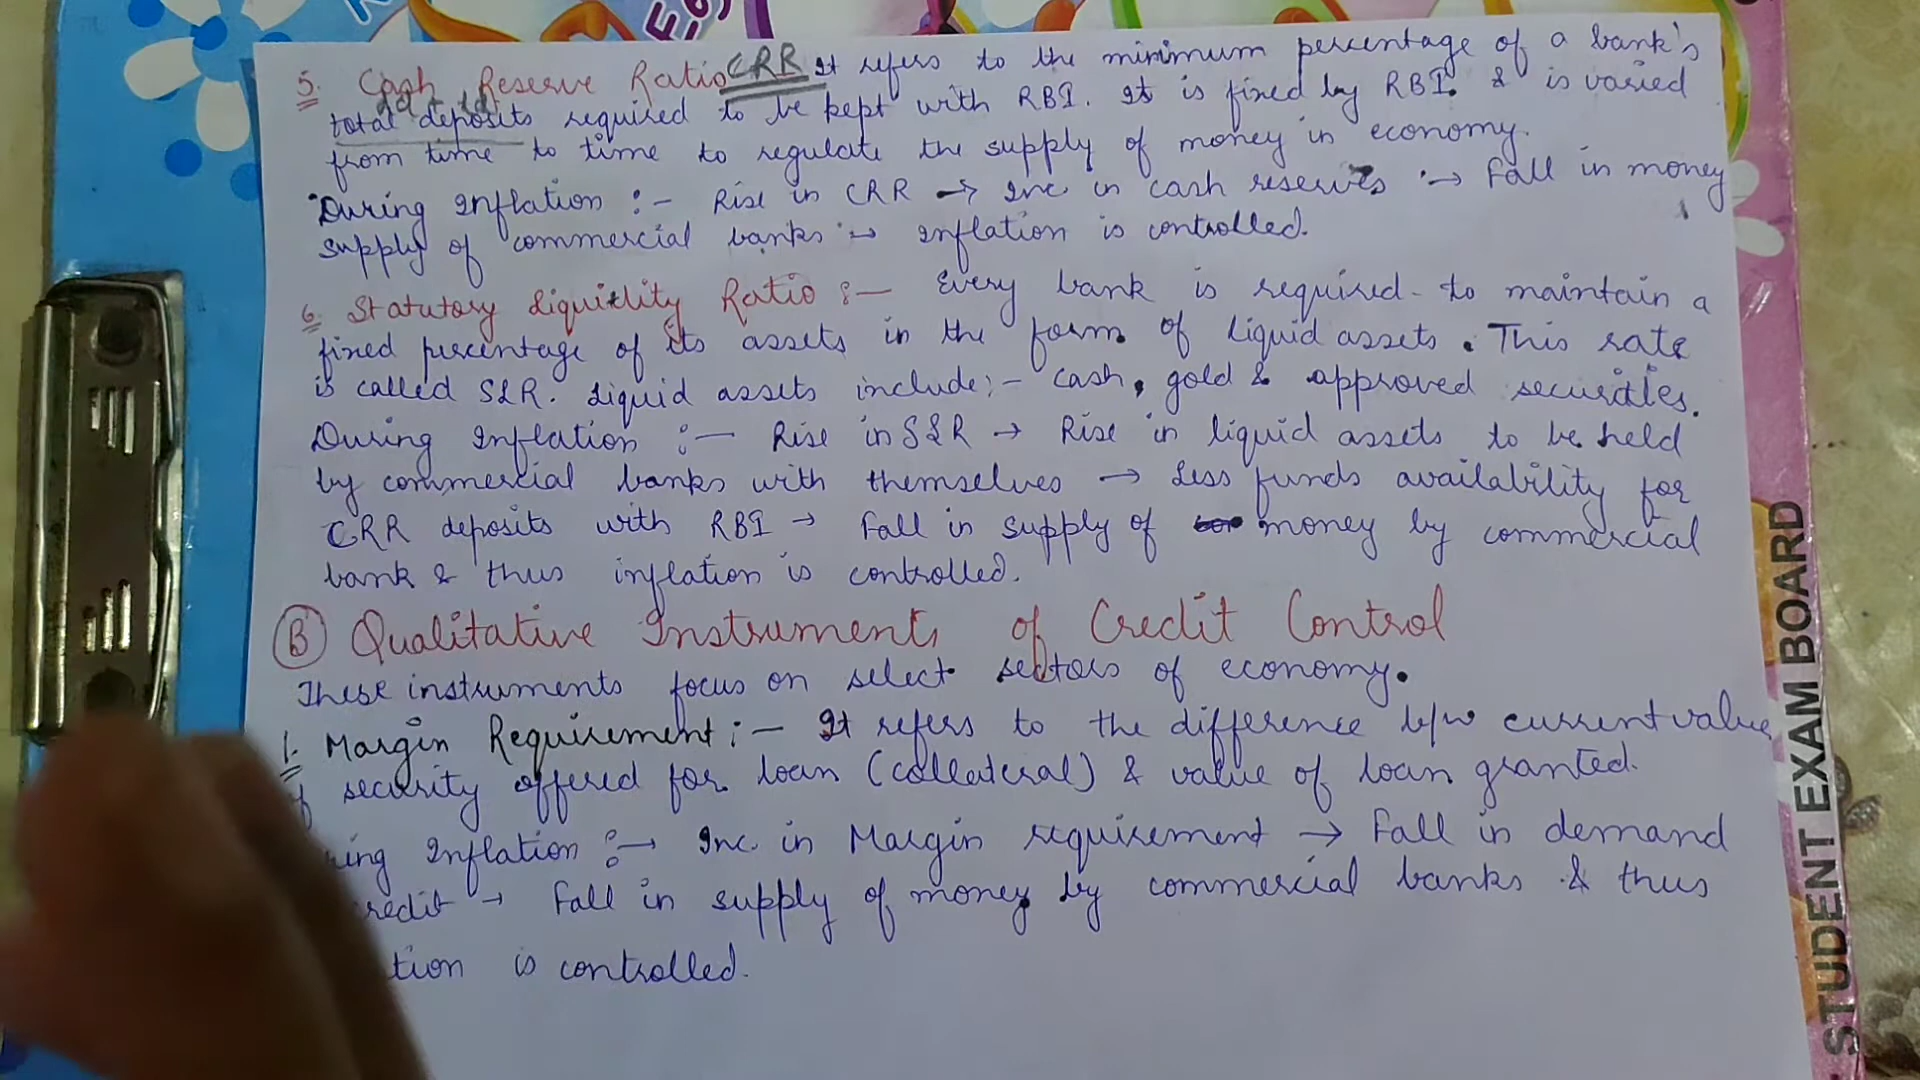 5. Cash Reserve Ratio CRR It refers to the minimum percentage of a bank's
dd + td
total deposits required to be kept with RBI. It is fixed by RBI. & is varied
from time to time to regulate the supply of money in economy.
During Inflation :- Rise in CRR → Inc in cash reserves → Fall in money
supply of commercial banks → Inflation is controlled.
6. Statutory Liquidity Ratio :- Every bank is required to maintain a
fixed percentage of its assets in the form of liquid assets. This rate
is called SLR. Liquid assets include :- cash, gold & approved securities.
During Inflation :- Rise in SLR → Rise in liquid assets to be held
by commercial banks with themselves → Less funds availability for
CRR deposits with RBI → Fall in supply of money by commercial
bank & thus inflation is controlled.
(B) Qualitative Instruments of Credit Control
These instruments focus on select sectors of economy.
1. Margin Requirement :- It refers to the difference b/w current value
security offered for loan (collateral) & value of loan granted.
ring Inflation :→ Inc. in Margin requirement → Fall in demand
redit → Fall in supply of money by commercial banks & thus
tion is controlled.
STUDENT EXAM BOARD